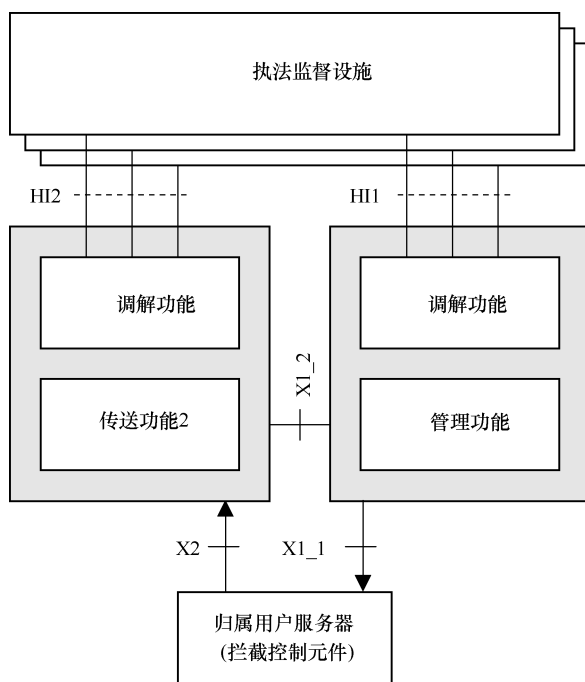 执法监督设施
HI2
HI1
调解功能
调解功能
X1_2
传送功能2
管理功能
X2
X1_1
归属用户服务器
(拦截控制元件)